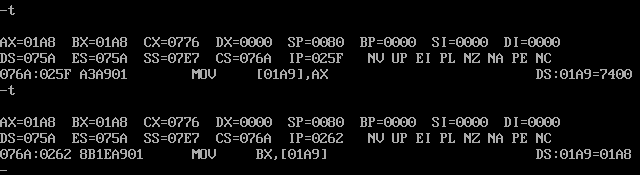 -t

AX=01A8  BX=01A8  CX=0776  DX=0000  SP=0080  BP=0000  SI=0000  DI=0000
DS=075A  ES=075A  SS=07E7  CS=076A  IP=025F   NV UP EI PL NZ NA PE NC
076A:025F A3A901        MOV     [01A9],AX                          DS:01A9=7400
-t

AX=01A8  BX=01A8  CX=0776  DX=0000  SP=0080  BP=0000  SI=0000  DI=0000
DS=075A  ES=075A  SS=07E7  CS=076A  IP=0262   NV UP EI PL NZ NA PE NC
076A:0262 8B1EA901      MOV     BX,[01A9]                          DS:01A9=01A8
-